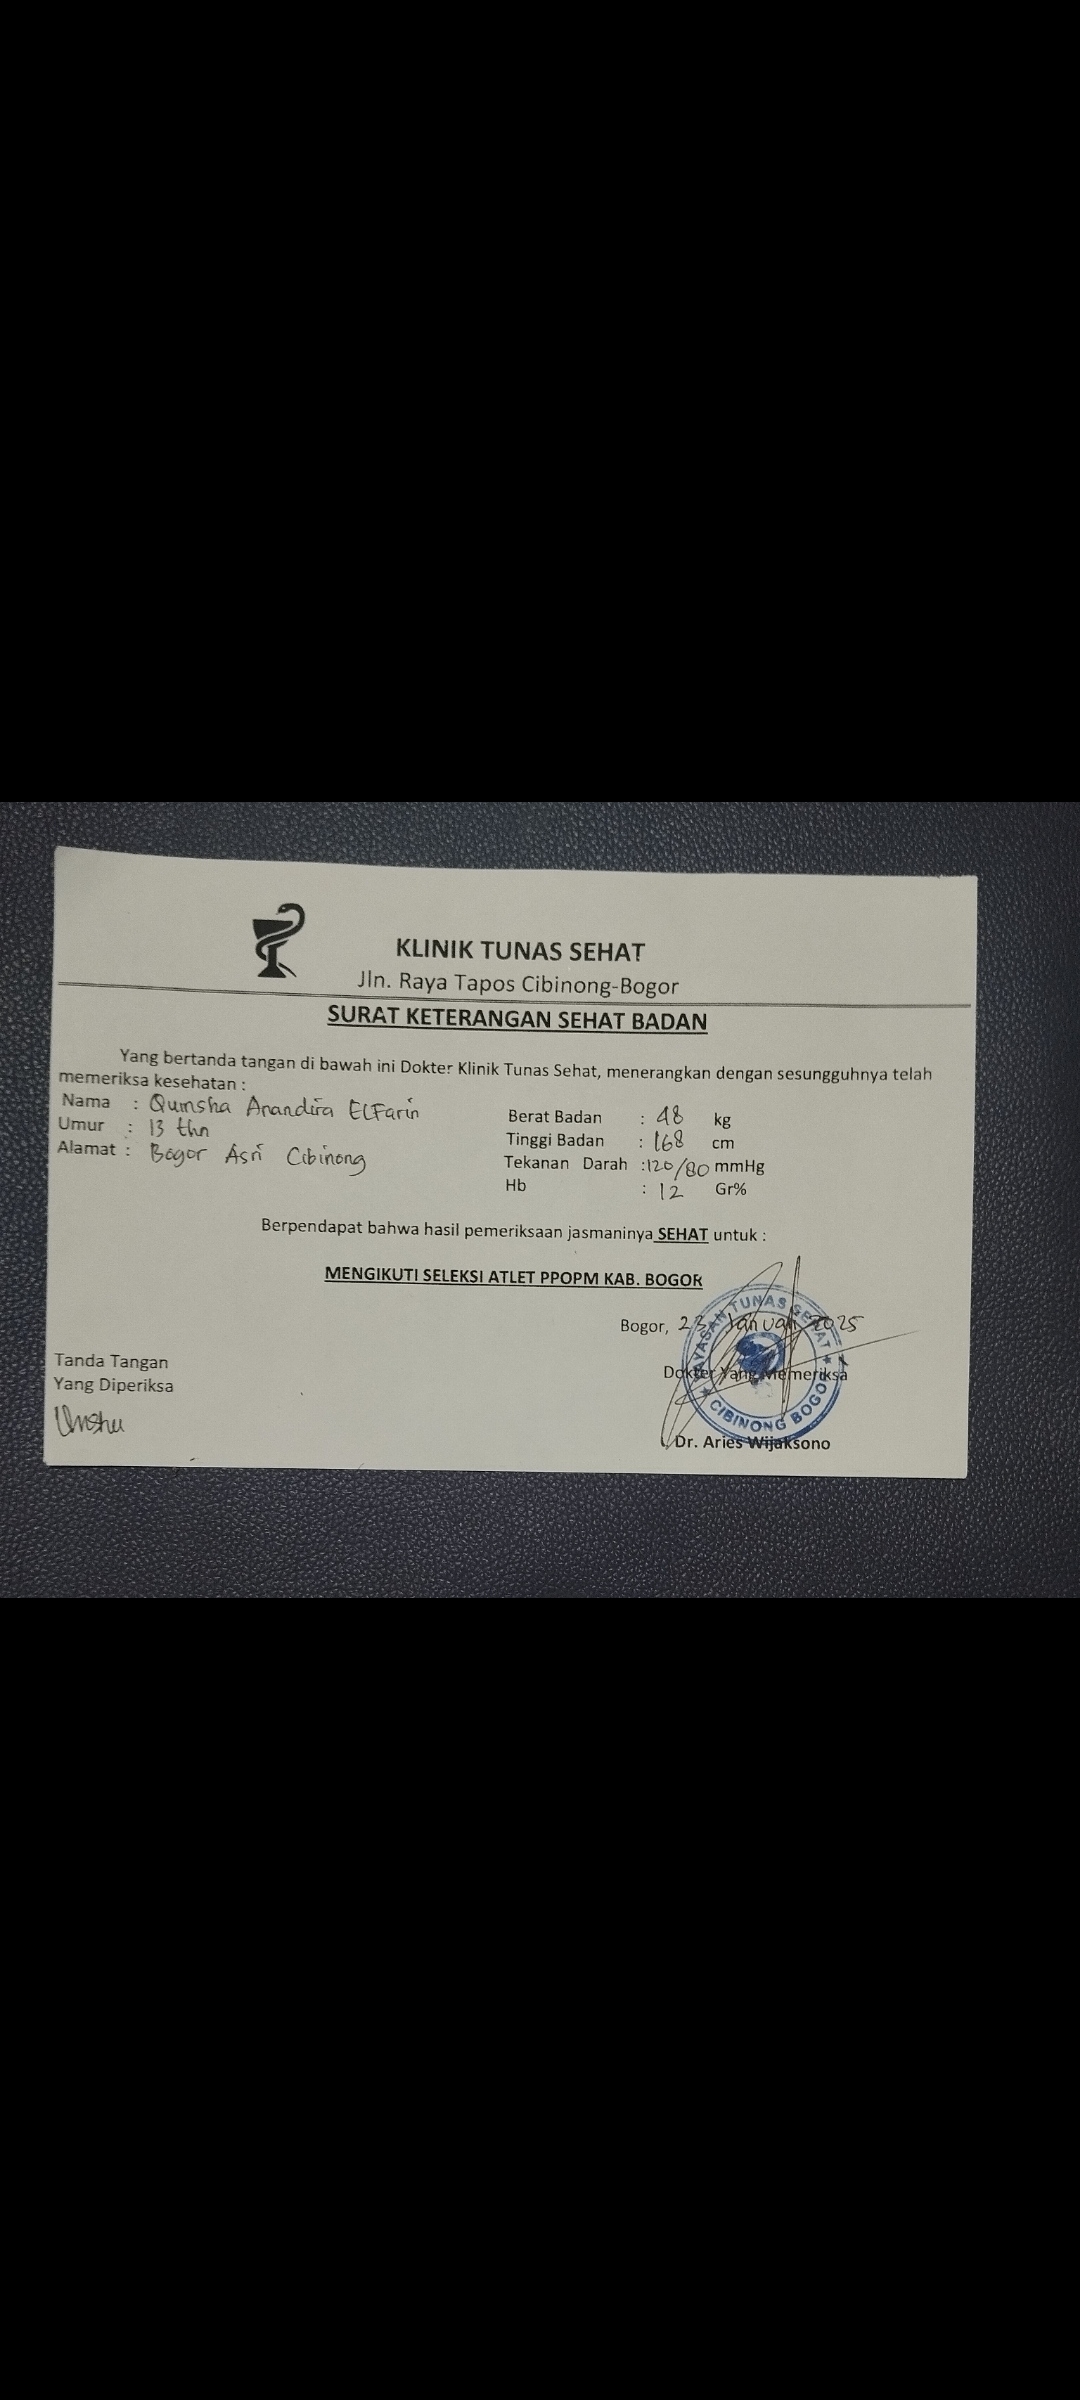 KLINIK TUNAS SEHAT
Jln. Raya Tapos Cibinong-Bogor
SURAT KETERANGAN SEHAT BADAN
Yang bertanda tangan di bawah ini Dokter Klinik Tunas Sehat, menerangkan dengan sesungguhnya telah
memeriksa kesehatan :
Nama : Qumsha Anandira ElFarin
Umur : 13 thn
Alamat : Bogor Asri Cibinong
Berat Badan : 48 kg
Tinggi Badan : 168 cm
Tekanan Darah :120/80 mmHg
Hb : 12 Gr%
Berpendapat bahwa hasil pemeriksaan jasmaninya SEHAT untuk :
MENGIKUTI SELEKSI ATLET PPOPM KAB. BOGOR
Bogor, 23 Januari 2025
Tanda Tangan
Yang Diperiksa
Dokter Yang Memeriksa
YAYASAN TUNAS SEHAT
CIBINONG BOGOR
Dr. Aries Wijaksono